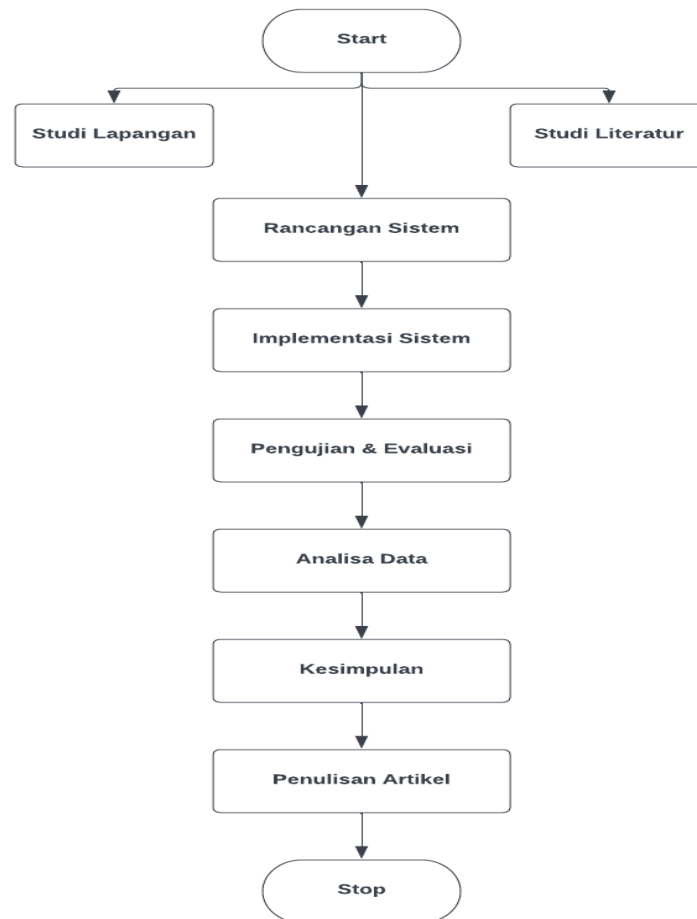 Start
Studi Lapangan
Studi Literatur
Rancangan Sistem
Implementasi Sistem
Pengujian & Evaluasi
Analisa Data
Kesimpulan
Penulisan Artikel
Stop